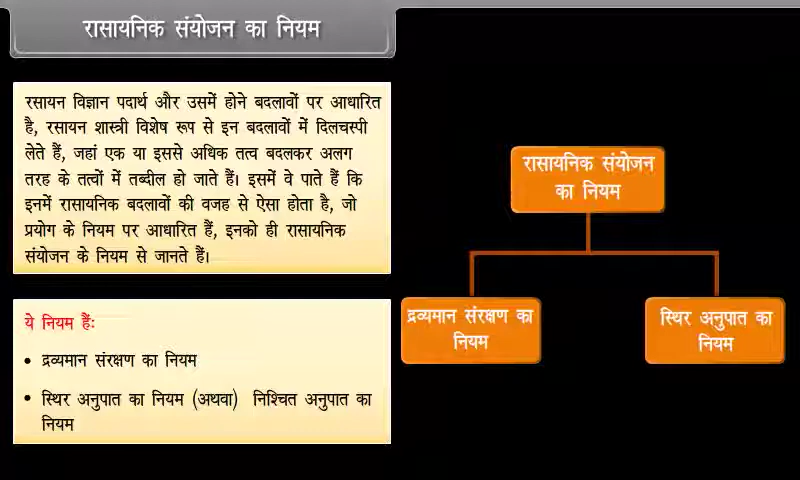 रासायनिक संयोजन का नियम
रसायन विज्ञान पदार्थ और उसमें होने बदलावों पर आधारित
है, रसायन शास्त्री विशेष रूप से इन बदलावों में दिलचस्पी
लेते हैं, जहां एक या इससे अधिक तत्व बदलकर अलग
तरह के तत्वों में तब्दील हो जाते हैं। इसमें वे पाते हैं कि
इनमें रासायनिक बदलावों की वजह से ऐसा होता है, जो
प्रयोग के नियम पर आधारित हैं, इनको ही रासायनिक
संयोजन के नियम से जानते हैं।
ये नियम हैं:
• द्रव्यमान संरक्षण का नियम
• स्थिर अनुपात का नियम (अथवा) निश्चित अनुपात का
नियम
रासायनिक संयोजन
का नियम
द्रव्यमान संरक्षण का
नियम
स्थिर अनुपात का
नियम